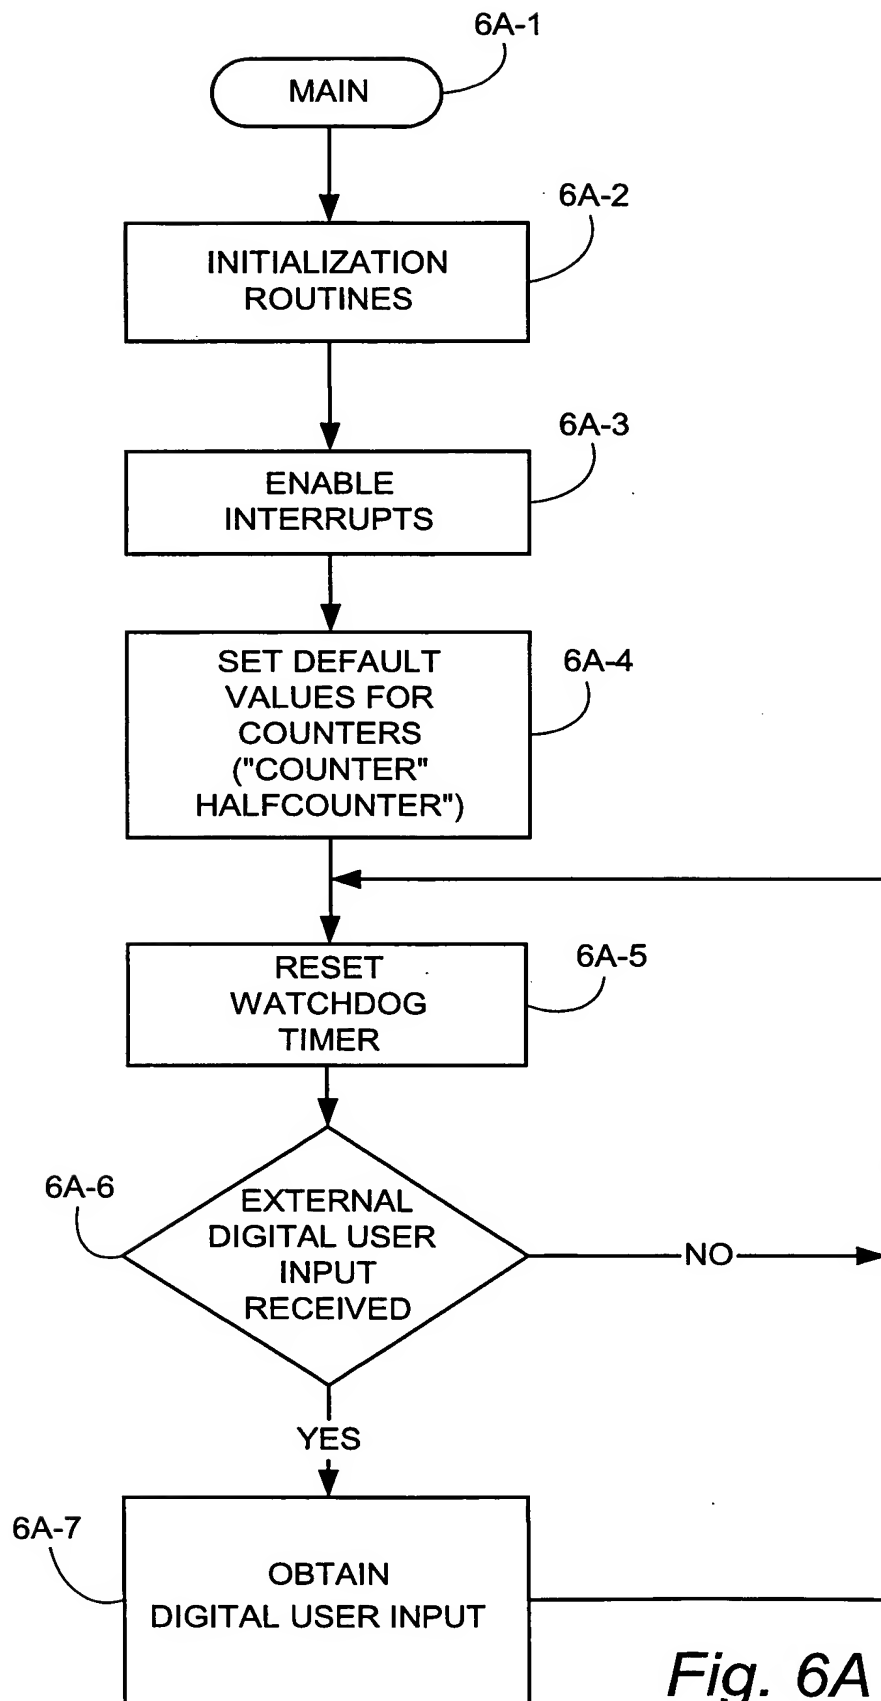 6A-1
MAIN
6A-2
INITIALIZATION
ROUTINES
6A-3
ENABLE
INTERRUPTS
6A-4
SET DEFAULT
VALUES FOR
COUNTERS
("COUNTER"
HALFCOUNTER")
6A-5
RESET
WATCHDOG
TIMER
6A-6
EXTERNAL
DIGITAL USER
INPUT
RECEIVED
NO
YES
6A-7
OBTAIN
DIGITAL USER INPUT
Fig. 6A